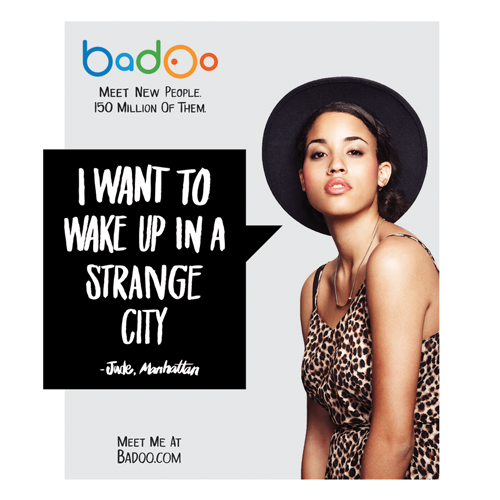 badoo
MEET NEW PEOPLE.
150 MILLION OF THEM.
I WANT TO
WAKE UP IN A
STRANGE
CITY
-Jude, Manhattan
MEET ME AT
BADOO.COM